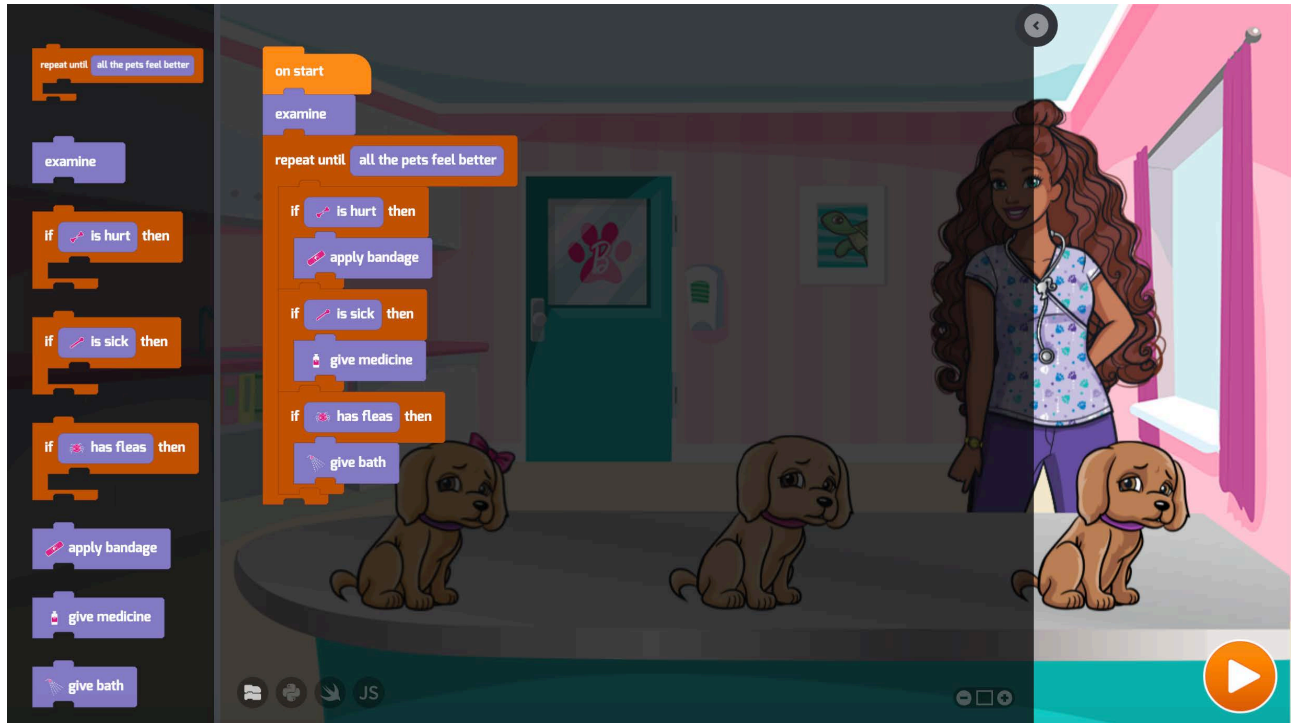 repeat until all the pets feel better
examine
if is hurt then
if is sick then
if has fleas then
apply bandage
give medicine
give bath
on start
examine
repeat until all the pets feel better
if is hurt then
apply bandage
if is sick then
give medicine
if has fleas then
give bath
B
JS